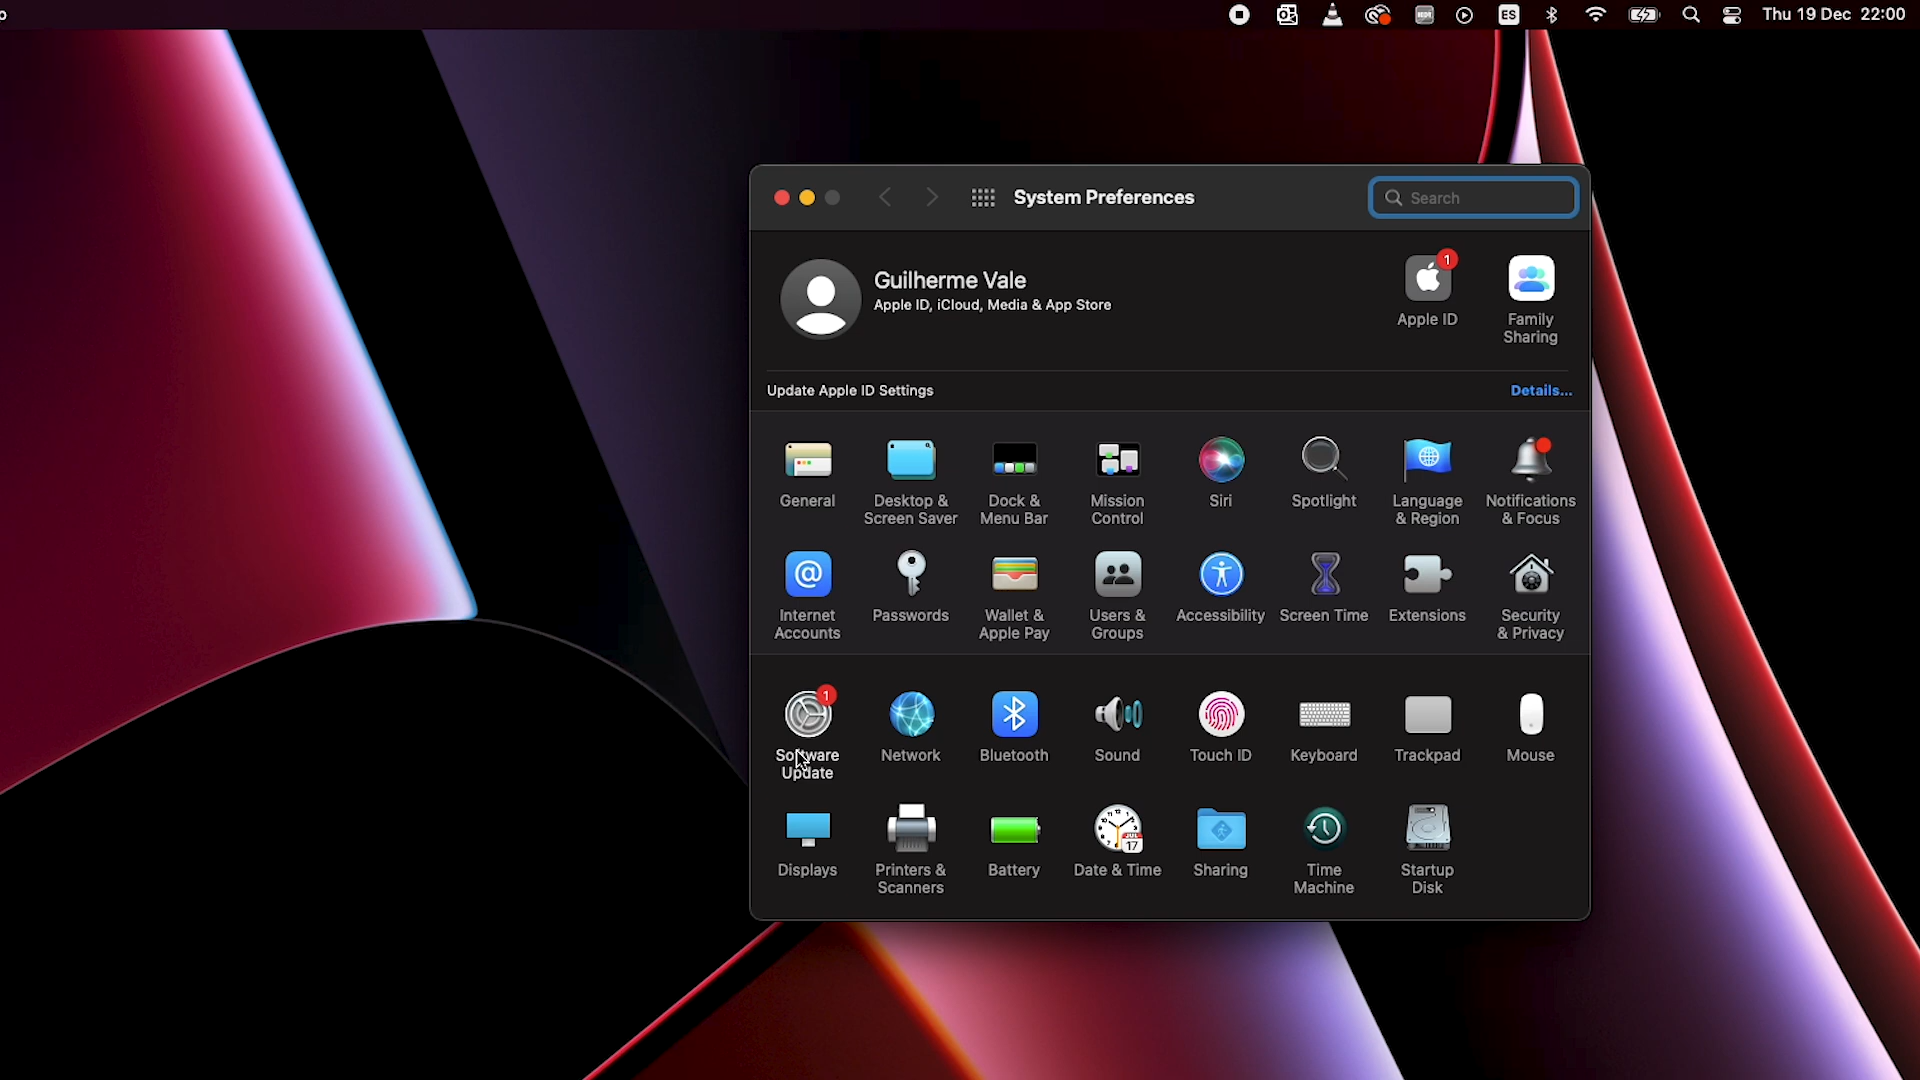 ES
Thu 19 Dec 22:00
System Preferences
Search
Guilherme Vale
Apple ID, iCloud, Media & App Store
1
Apple ID
Family
Sharing
Update Apple ID Settings
Details...
General
Desktop &
Screen Saver
Dock &
Menu Bar
Mission
Control
Siri
Spotlight
Language
& Region
Notifications
& Focus
@
Internet
Accounts
Passwords
Wallet &
Apple Pay
Users &
Groups
Accessibility
Screen Time
Extensions
Security
& Privacy
1
Software
Update
Network
Bluetooth
Sound
Touch ID
Keyboard
Trackpad
Mouse
Displays
Printers &
Scanners
Battery
JUL
17
Date & Time
Sharing
Time
Machine
Startup
Disk